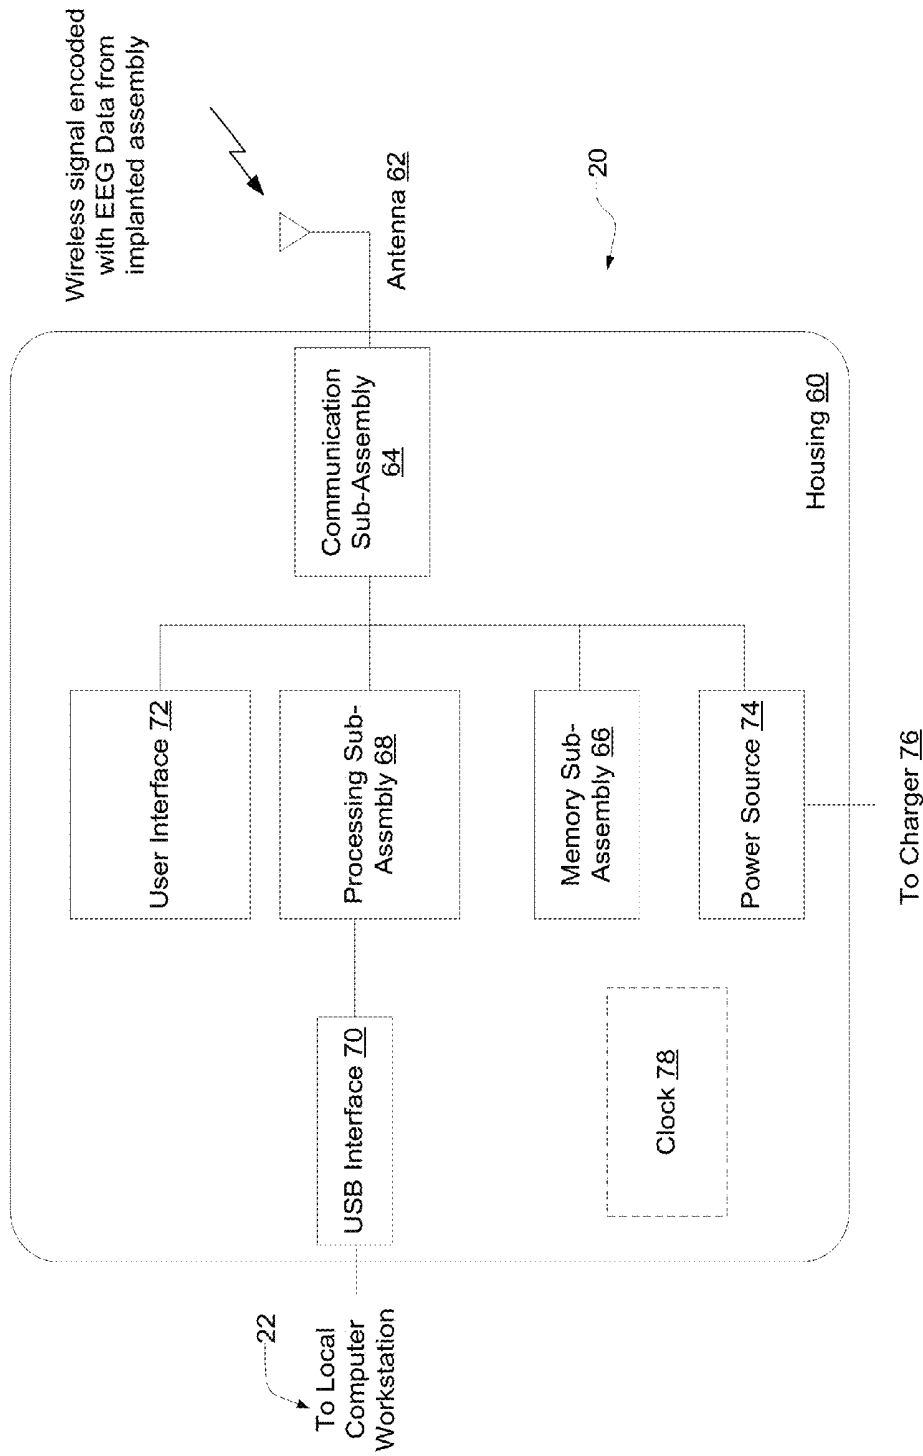 Wireless signal encoded
with EEG Data from
implanted assembly
Antenna 62
20
Communication
Sub-Assembly
64
Housing 60
User Interface 72
Processing Sub-
Assmbly 68
Memory Sub-
Assembly 66
Power Source 74
To Charger 76
USB Interface 70
Clock 78
22
To Local
Computer
Workstation